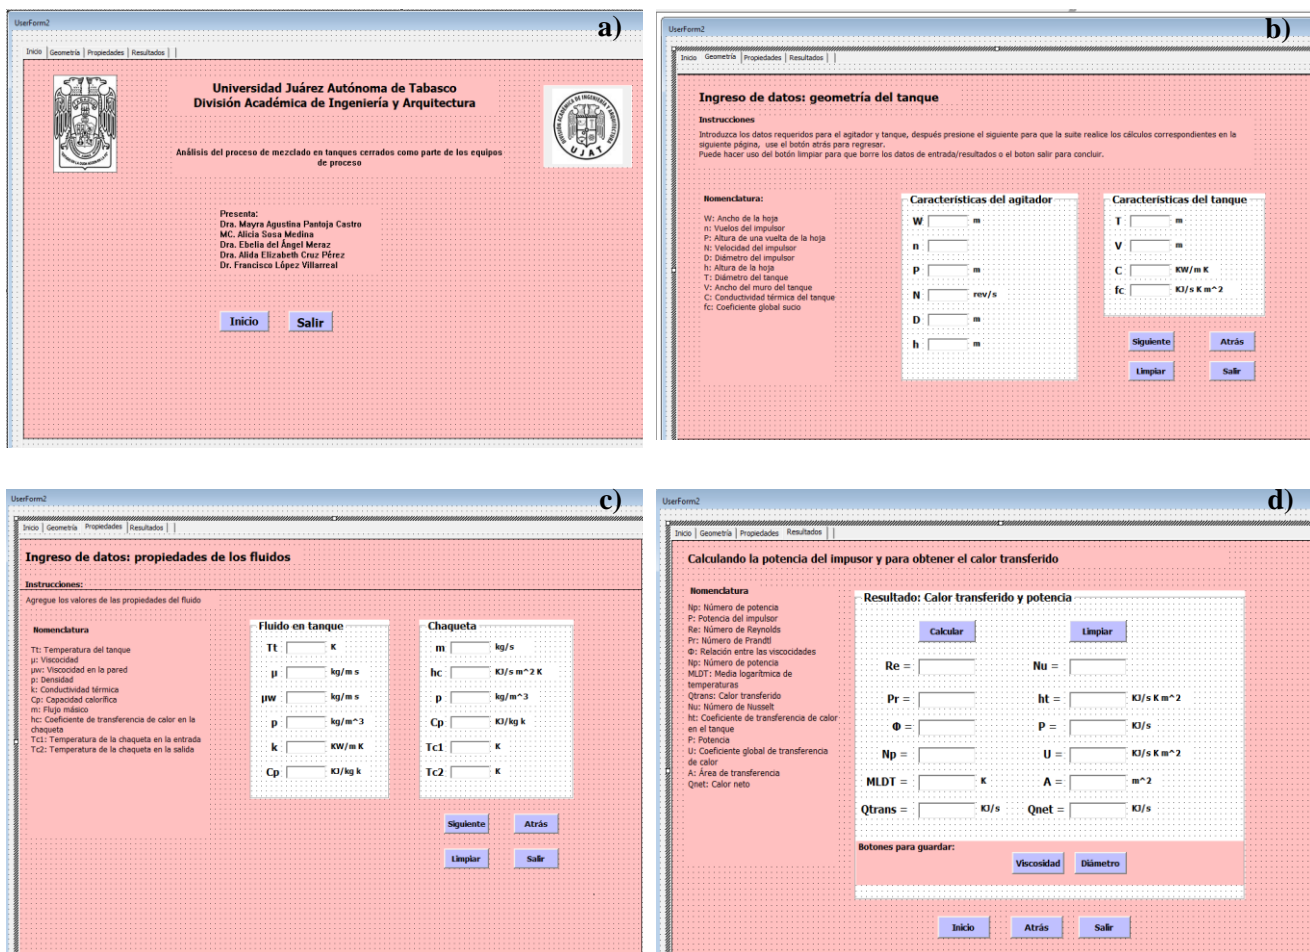 UserForm2
a)
Inicio Geometría Propiedades Resultados
Universidad Juárez Autónoma de Tabasco
División Académica de Ingeniería y Arquitectura
Análisis del proceso de mezclado en tanques cerrados como parte de los equipos
de proceso
Presenta:
Dra. Mayra Agustina Pantoja Castro
MC. Alicia Sosa Medina
Dra. Ebelia del Ángel Meraz
Dra. Alida Elizabeth Cruz Pérez
Dr. Francisco López Villarreal
Inicio Salir
UserForm2
b)
Inicio Geometría Propiedades Resultados
Ingreso de datos: geometría del tanque
Instrucciones
Introduzca los datos requeridos para el agitador y tanque, después presione el siguiente para que la suite realice los cálculos correspondientes en la
siguiente página, use el botón atrás para regresar.
Puede hacer uso del botón limpiar para que borre los datos de entrada/resultados o el boton salir para concluir.
Nomenclatura:
W: Ancho de la hoja
n: Vuelos del impulsor
P: Altura de una vuelta de la hoja
N: Velocidad del impulsor
D: Diámetro del impulsor
h: Altura de la hoja
T: Diámetro del tanque
V: Ancho del muro del tanque
C: Conductividad térmica del tanque
fc: Coeficiente global sucio
Características del agitador
W m
n
P m
N rev/s
D m
h m
Características del tanque
T m
V m
C KW/m K
fc KJ/s K m^2
Siguiente Atrás
Limpiar Salir
UserForm2
c)
Inicio Geometría Propiedades Resultados
Ingreso de datos: propiedades de los fluidos
Instrucciones:
Agregue los valores de las propiedades del fluido
Nomenclatura
Tt: Temperatura del tanque
µ: Viscocidad
µw: Viscocidad en la pared
p: Densidad
k: Conductividad térmica
Cp: Capacidad calorífica
m: Flujo másico
hc: Coeficiente de transferencia de calor en la
chaqueta
Tc1: Temperatura de la chaqueta en la entrada
Tc2: Temperatura de la chaqueta en la salida
Fluido en tanque
Tt K
µ kg/m s
µw kg/m s
p kg/m^3
k KW/m K
Cp KJ/kg k
Chaqueta
m kg/s
hc KJ/s m^2 K
p kg/m^3
Cp KJ/kg k
Tc1 K
Tc2 K
Siguiente Atrás
Limpiar Salir
UserForm2
d)
Inicio Geometría Propiedades Resultados
Calculando la potencia del impusor y para obtener el calor transferido
Nomenclatura
Np: Número de potencia
P: Potencia del impulsor
Re: Número de Reynolds
Pr: Número de Prandtl
Φ: Relación entre las viscocidades
Np: Número de potencia
MLDT: Media logarítmica de
temperaturas
Qtrans: Calor transferido
Nu: Número de Nusselt
ht: Coeficiente de transferencia de calor
en el tanque
P: Potencia
U: Coeficiente global de transferencia
de calor
A: Área de transferencia
Qnet: Calor neto
Resultado: Calor transferido y potencia
Calcular Limpiar
Re = Nu =
Pr = ht = KJ/s K m^2
Φ = P = KJ/s
Np = U = KJ/s K m^2
MLDT = K A = m^2
Qtrans = KJ/s Qnet = KJ/s
Botones para guardar:
Viscosidad Diámetro
Inicio Atrás Salir